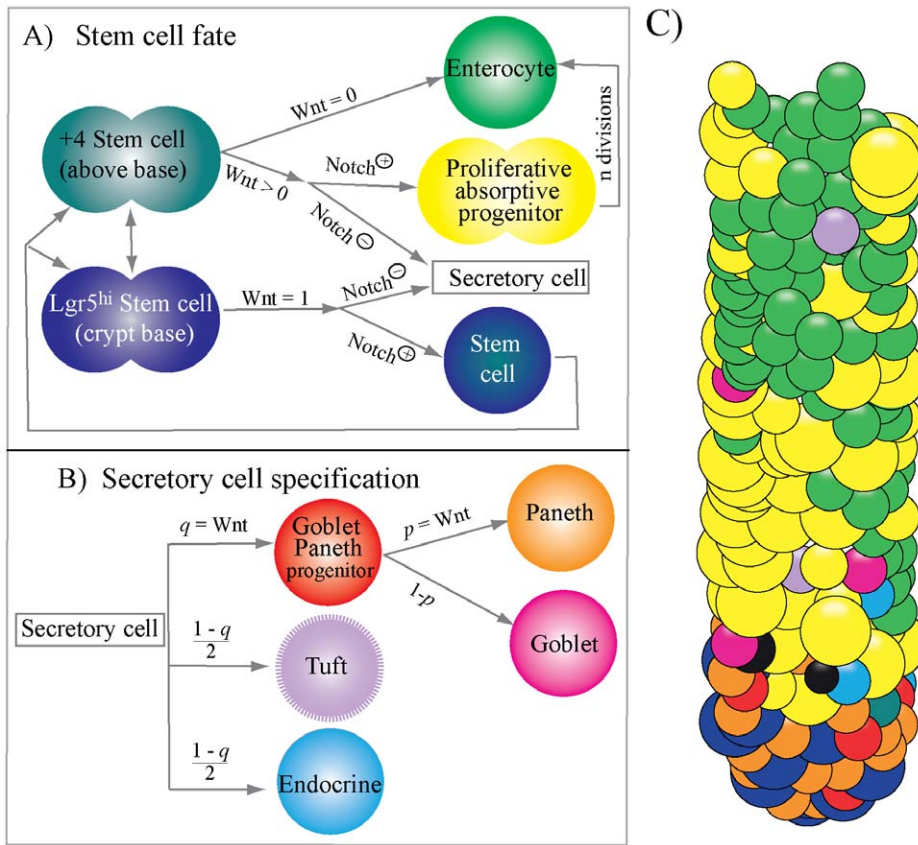 A) Stem cell fate
+4 Stem cell
(above base)
Wnt = 0
Enterocyte
n divisions
Wnt > 0
Notch⊕
Proliferative
absorptive
progenitor
Notch⊖
Secretory cell
Lgr5hi Stem cell
(crypt base)
Wnt = 1
Notch⊖
Notch⊕
Stem
cell
B) Secretory cell specification
q = Wnt
Goblet
Paneth
progenitor
p = Wnt
Paneth
1-p
Goblet
Secretory cell
1 - q
2
Tuft
1 - q
2
Endocrine
C)